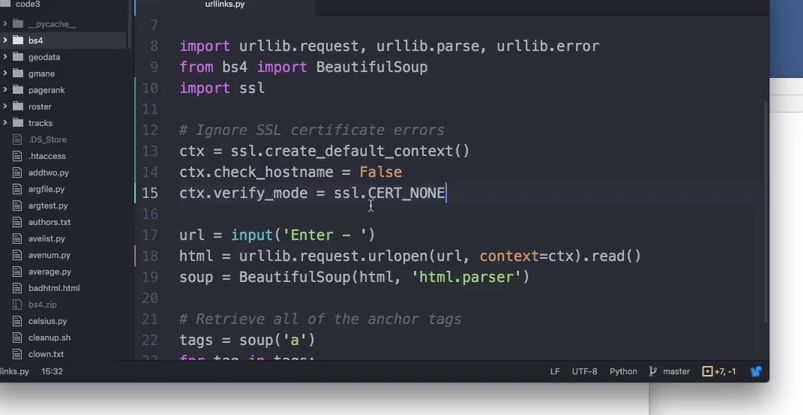 code3
urllinks.py
__pycache__
bs4
geodata
gmane
pagerank
roster
tracks
.DS_Store
.htaccess
addtwo.py
argfile.py
argtest.py
authors.txt
avelist.py
avenum.py
average.py
badhtml.html
bs4.zip
celsius.py
cleanup.sh
clown.txt
7
8 import urllib.request, urllib.parse, urllib.error
9 from bs4 import BeautifulSoup
10 import ssl
11
12 # Ignore SSL certificate errors
13 ctx = ssl.create_default_context()
14 ctx.check_hostname = False
15 ctx.verify_mode = ssl.CERT_NONE
16
17 url = input('Enter - ')
18 html = urllib.request.urlopen(url, context=ctx).read()
19 soup = BeautifulSoup(html, 'html.parser')
20
21 # Retrieve all of the anchor tags
22 tags = soup('a')
23 for tag in tags:
links.py 15:32 LF UTF-8 Python master +7, -1